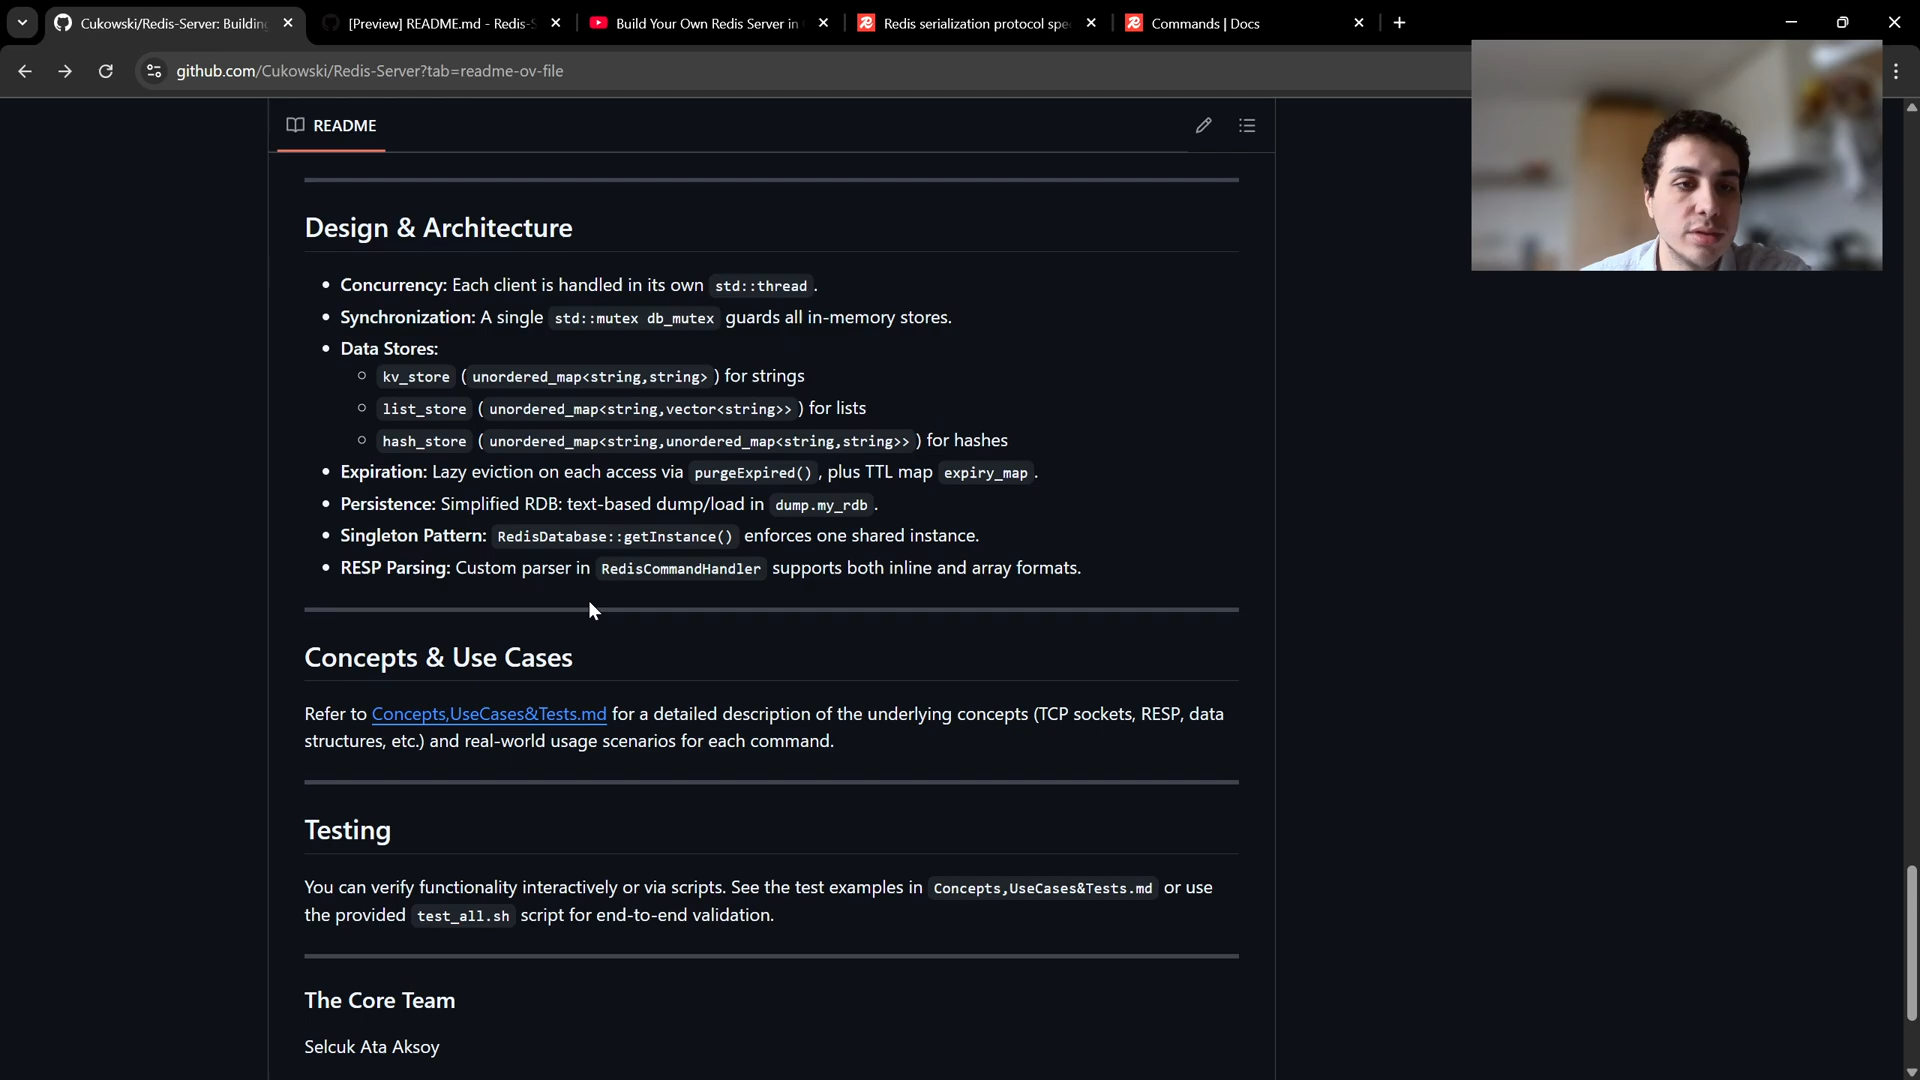 Cukowski/Redis-Server: Building
[Preview] README.md - Redis-S
Build Your Own Redis Server in
Redis serialization protocol spec
Commands | Docs
github.com/Cukowski/Redis-Server?tab=readme-ov-file
README
Design & Architecture
Concurrency: Each client is handled in its own std::thread .
Synchronization: A single std::mutex db_mutex guards all in-memory stores.
Data Stores:
kv_store ( unordered_map<string,string> ) for strings
list_store ( unordered_map<string,vector<string>> ) for lists
hash_store ( unordered_map<string,unordered_map<string,string>> ) for hashes
Expiration: Lazy eviction on each access via purgeExpired() , plus TTL map expiry_map .
Persistence: Simplified RDB: text-based dump/load in dump.my_rdb .
Singleton Pattern: RedisDatabase::getInstance() enforces one shared instance.
RESP Parsing: Custom parser in RedisCommandHandler supports both inline and array formats.
Concepts & Use Cases
Refer to Concepts,UseCases&Tests.md for a detailed description of the underlying concepts (TCP sockets, RESP, data
structures, etc.) and real-world usage scenarios for each command.
Testing
You can verify functionality interactively or via scripts. See the test examples in Concepts,UseCases&Tests.md or use
the provided test_all.sh script for end-to-end validation.
The Core Team
Selcuk Ata Aksoy